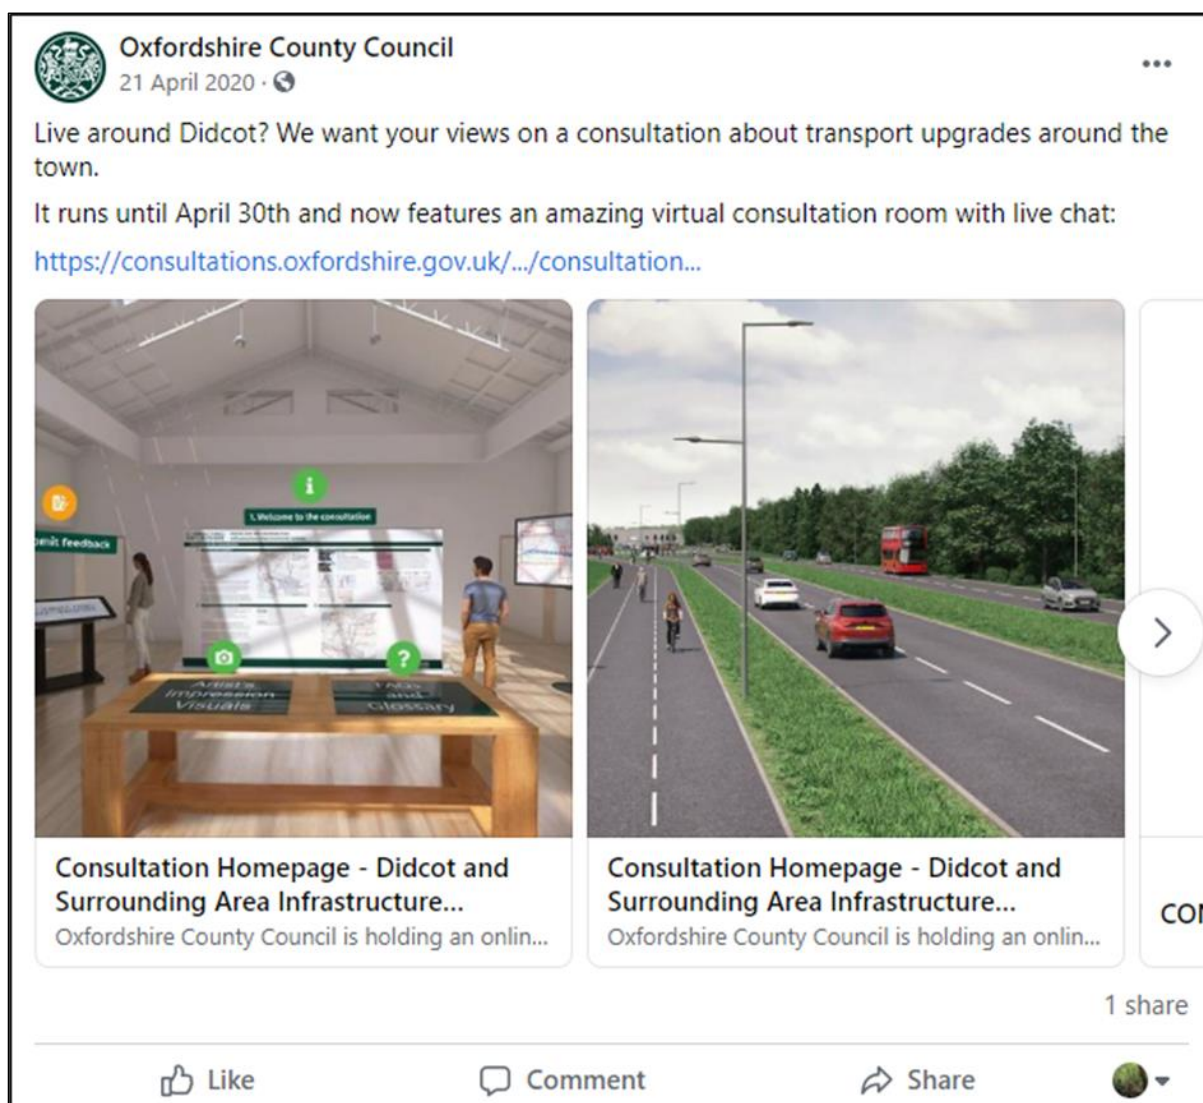 Oxfordshire County Council
21 April 2020 ·
Live around Didcot? We want your views on a consultation about transport upgrades around the
town.
It runs until April 30th and now features an amazing virtual consultation room with live chat:
https://consultations.oxfordshire.gov.uk/.../consultation...
1. Welcome to the consultation
mit feedback
Artist's
Impression
Visuals
FAQs
and
Glossary
Consultation Homepage - Didcot and
Surrounding Area Infrastructure...
Oxfordshire County Council is holding an onlin...
Consultation Homepage - Didcot and
Surrounding Area Infrastructure...
Oxfordshire County Council is holding an onlin...
CON
1 share
Like
Comment
Share